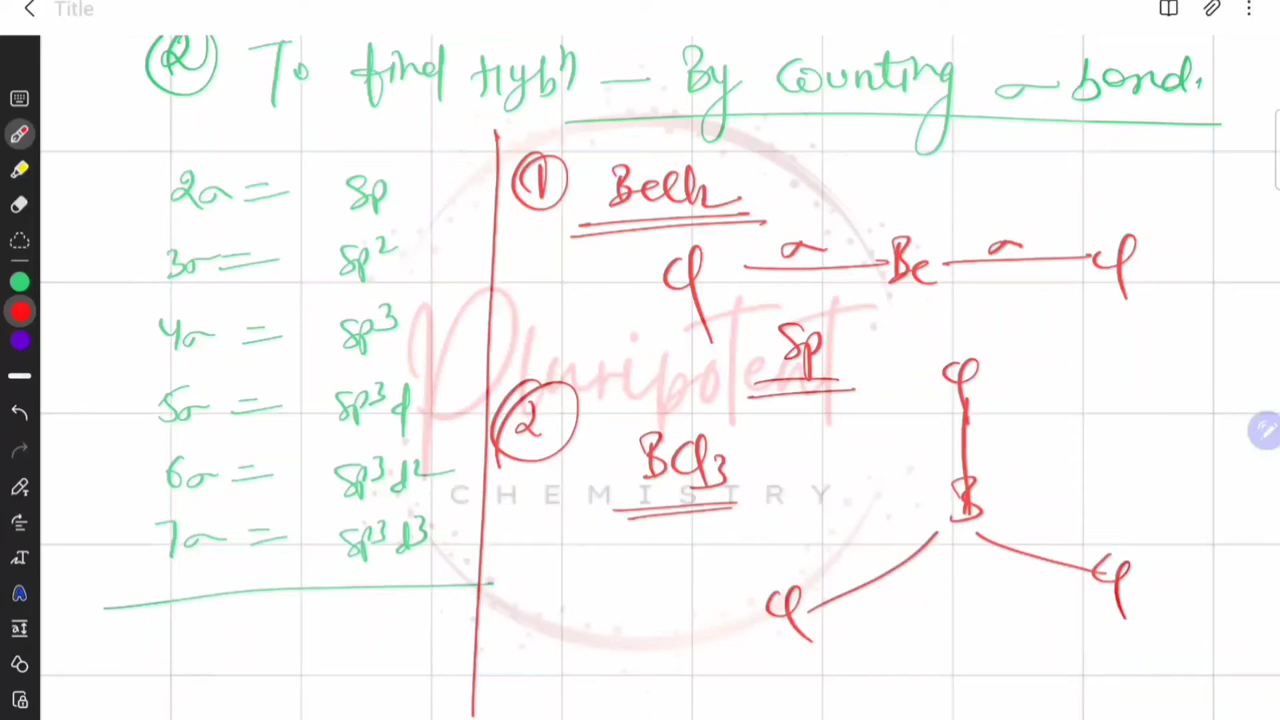 Title
② To find Hybⁿ — By counting σ bond.
2σ = sp
3σ = sp²
4σ = sp³
5σ = sp³d
6σ = sp³d²
7σ = sp³d³
① BeCl₂
Cl —σ— Be —σ— Cl
sp
② BCl₃
Cl
B
Cl Cl
Pluripotent
CHEMISTRY